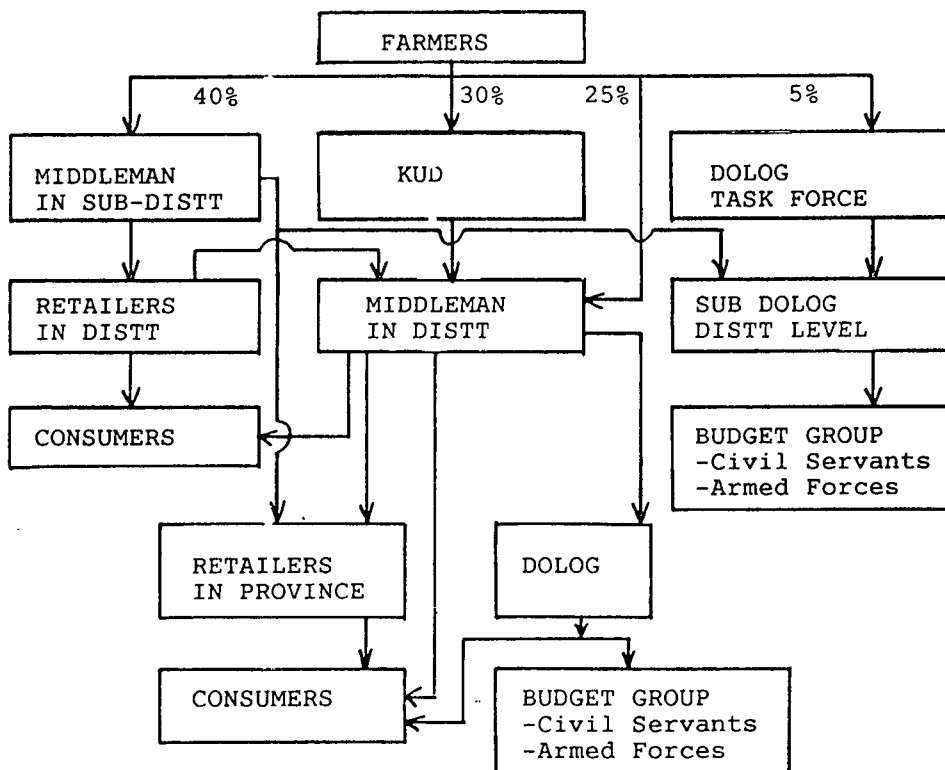 FARMERS
40%
30%
25%
5%
MIDDLEMAN
IN SUB-DISTT
KUD
DOLOG
TASK FORCE
RETAILERS
IN DISTT
MIDDLEMAN
IN DISTT
SUB DOLOG
DISTT LEVEL
CONSUMERS
BUDGET GROUP
-Civil Servants
-Armed Forces
RETAILERS
IN PROVINCE
DOLOG
CONSUMERS
BUDGET GROUP
-Civil Servants
-Armed Forces